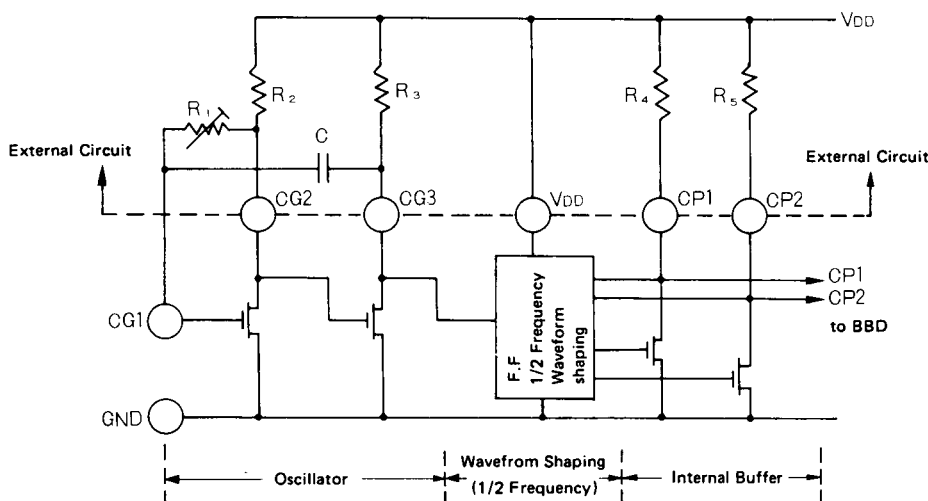 VDD
R1
R2
R3
R4
R5
C
External Circuit
External Circuit
CG2
CG3
VDD
CP1
CP2
CP1
CP2
to BBD
CG1
F.F
1/2 Frequency
Waveform
shaping
GND
Oscillator
Wavefrom Shaping
(1/2 Frequency)
Internal Buffer